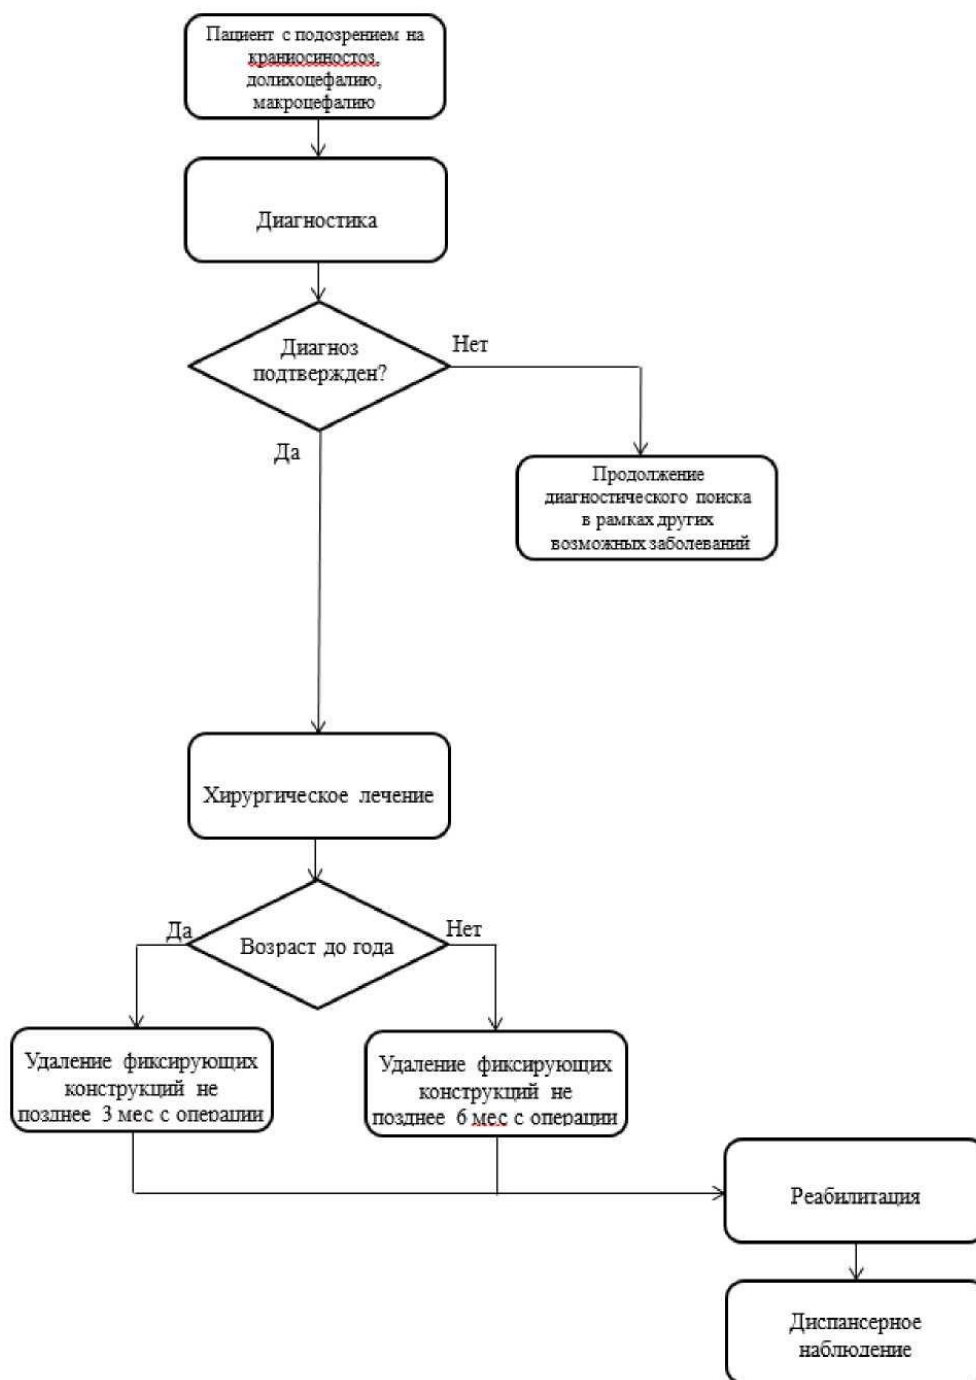 Пациент с подозрением на
краниосиностоз,
долихоцефалию,
макроцефалию
Диагностика
Диагноз
подтвержден?
Нет
Да
Продолжение
диагностического поиска
в рамках других
возможных заболеваний
Хирургическое лечение
Возраст до года
Да
Нет
Удаление фиксирующих
конструкций не
позднее 3 мес с операции
Удаление фиксирующих
конструкций не
позднее 6 мес с операции
Реабилитация
Диспансерное
наблюдение